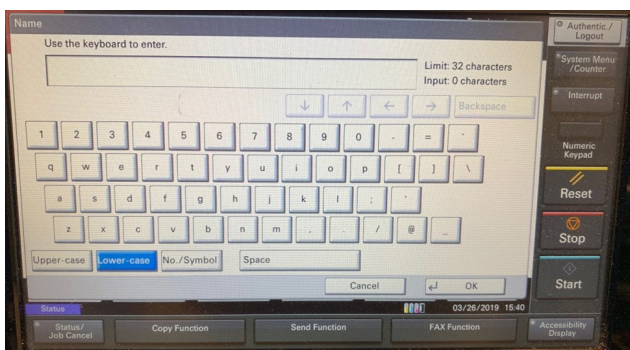 Name
Use the keyboard to enter.
Limit: 32 characters
Input: 0 characters
↓ ↑ ← → Backspace
1 2 3 4 5 6 7 8 9 0 - =
q w e r t y u i o p [ ] \
a s d f g h j k l ;
z x c v b n m , . / @ _
Upper-case Lower-case No./Symbol Space
Cancel OK
Status 03/26/2019 15:40
Status/
Job Cancel
Copy Function
Send Function
FAX Function
Accessibility
Display
Authentic./
Logout
System Menu
/Counter
Interrupt
Numeric
Keypad
Reset
Stop
Start